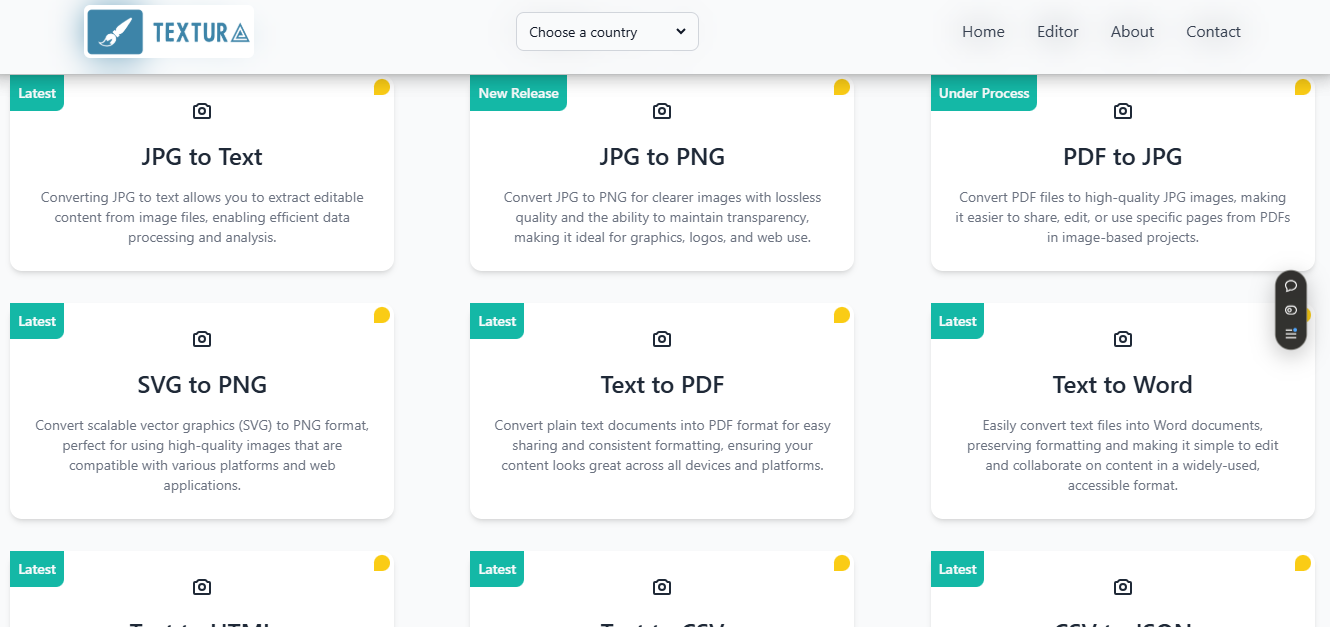 TEXTURA
Choose a country
Home
Editor
About
Contact
Latest
JPG to Text
Converting JPG to text allows you to extract editable
content from image files, enabling efficient data
processing and analysis.
New Release
JPG to PNG
Convert JPG to PNG for clearer images with lossless
quality and the ability to maintain transparency,
making it ideal for graphics, logos, and web use.
Under Process
PDF to JPG
Convert PDF files to high-quality JPG images, making
it easier to share, edit, or use specific pages from PDFs
in image-based projects.
Latest
SVG to PNG
Convert scalable vector graphics (SVG) to PNG format,
perfect for using high-quality images that are
compatible with various platforms and web
applications.
Latest
Text to PDF
Convert plain text documents into PDF format for easy
sharing and consistent formatting, ensuring your
content looks great across all devices and platforms.
Latest
Text to Word
Easily convert text files into Word documents,
preserving formatting and making it simple to edit
and collaborate on content in a widely-used,
accessible format.
Latest
Text to HTML
Latest
Text to CSV
Latest
CSV to JSON